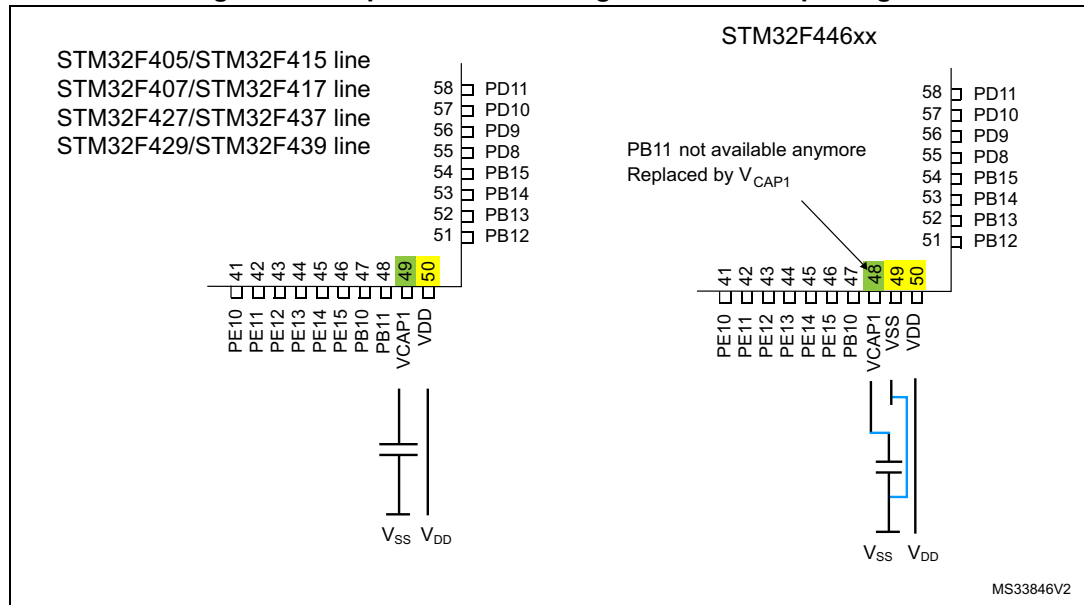 STM32F405/STM32F415 line
STM32F407/STM32F417 line
STM32F427/STM32F437 line
STM32F429/STM32F439 line
58 PD11
57 PD10
56 PD9
55 PD8
54 PB15
53 PB14
52 PB13
51 PB12
41 42 43 44 45 46 47 48 49 50
PE10 PE11 PE12 PE13 PE14 PE15 PB10 PB11 VCAP1 VDD
VSS VDD
STM32F446xx
PB11 not available anymore
Replaced by VCAP1
58 PD11
57 PD10
56 PD9
55 PD8
54 PB15
53 PB14
52 PB13
51 PB12
41 42 43 44 45 46 47 48 49 50
PE10 PE11 PE12 PE13 PE14 PE15 PB10 VCAP1 VSS VDD
VSS VDD
MS33846V2